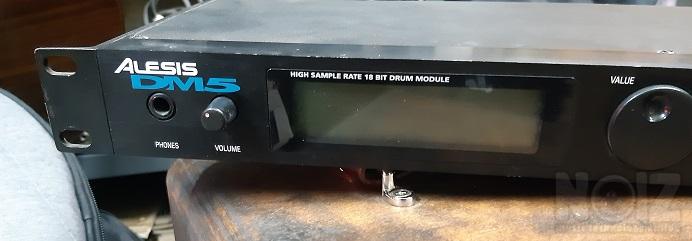 ALESIS
DM5
HIGH SAMPLE RATE 18 BIT DRUM MODULE
VALUE
PHONES
VOLUME
NOIZ